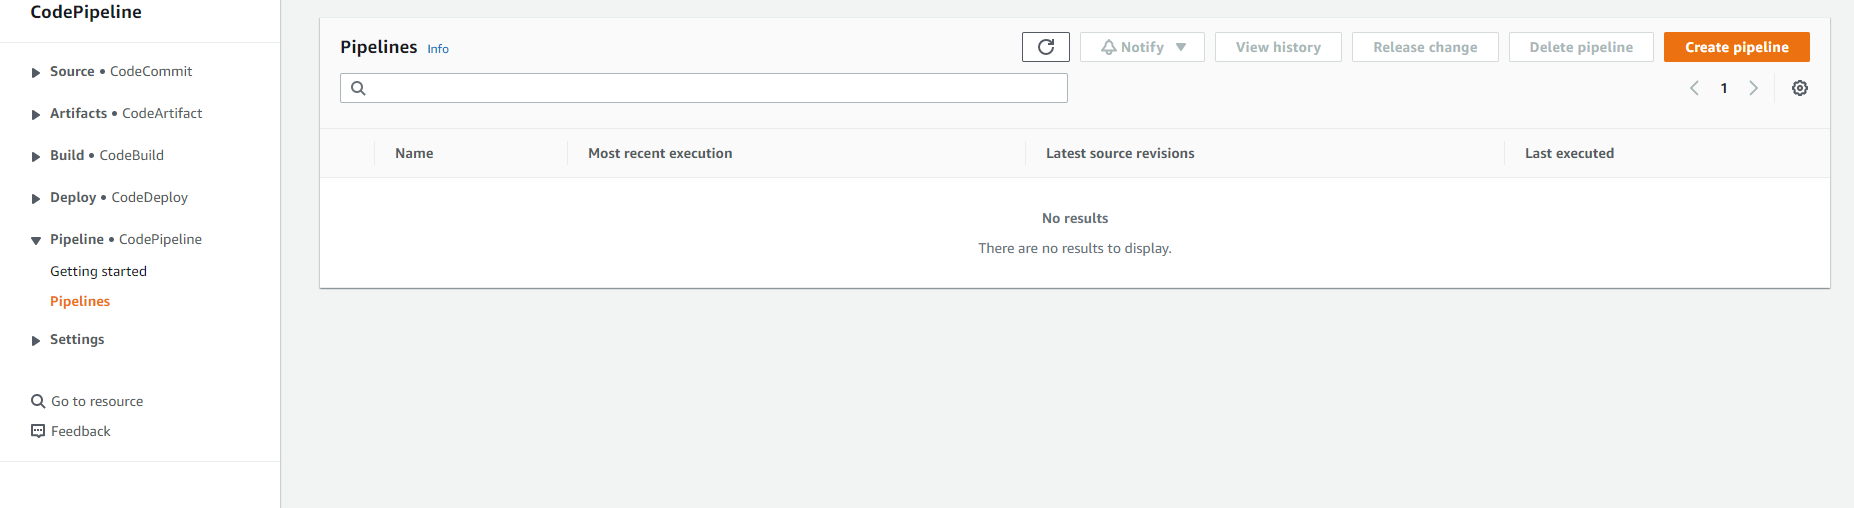 CodePipeline
Source • CodeCommit
Artifacts • CodeArtifact
Build • CodeBuild
Deploy • CodeDeploy
Pipeline • CodePipeline
Getting started
Pipelines
Settings
Go to resource
Feedback
Pipelines Info
Notify
View history
Release change
Delete pipeline
Create pipeline
1
Name Most recent execution Latest source revisions Last executed
No results
There are no results to display.